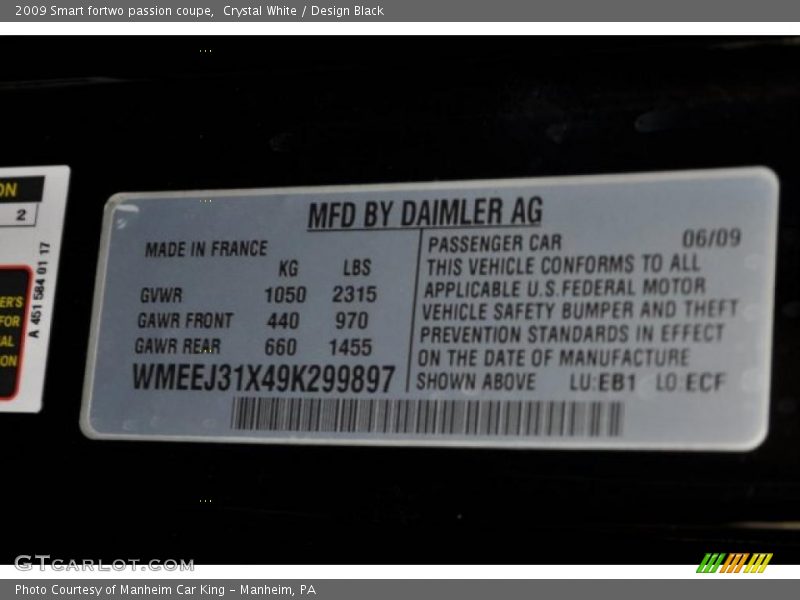 2009 Smart fortwo passion coupe,  Crystal White / Design Black
ON
2
ER'S
FOR
AL
ON
A 451 584 01 17
MFD BY DAIMLER AG
MADE IN FRANCE
KG LBS
GVWR 1050 2315
GAWR FRONT 440 970
GAWR REAR 660 1455
WMEEJ31X49K299897
PASSENGER CAR 06/09
THIS VEHICLE CONFORMS TO ALL
APPLICABLE U.S.FEDERAL MOTOR
VEHICLE SAFETY BUMPER AND THEFT
PREVENTION STANDARDS IN EFFECT
ON THE DATE OF MANUFACTURE
SHOWN ABOVE LU:EB1 LO:ECF
GTCARLOT.COM
Photo Courtesy of Manheim Car King - Manheim, PA